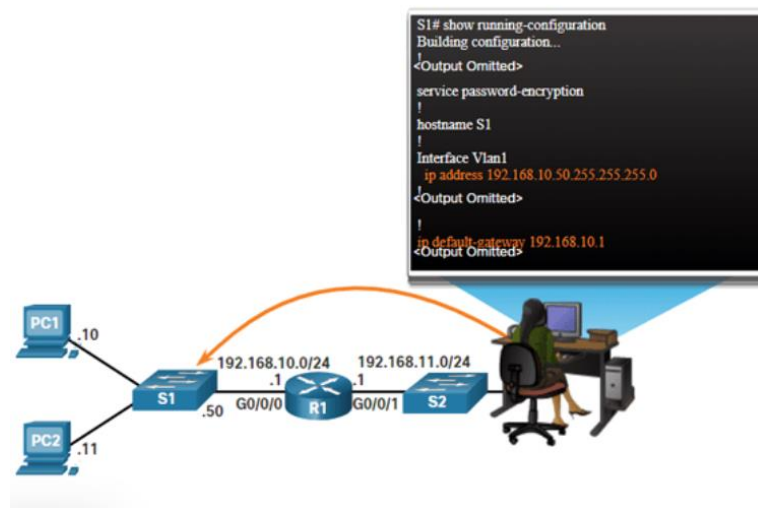 S1# show running-configuration
Building configuration...
!
<Output Omitted>
service password-encryption
!
hostname S1
!
Interface Vlan1
ip address 192.168.10.50.255.255.255.0
!
<Output Omitted>
!
ip default-gateway 192.168.10.1
<Output Omitted>
PC1
.10
192.168.10.0/24
192.168.11.0/24
.1
.1
S1
.50
G0/0/0
R1
G0/0/1
S2
PC2
.11